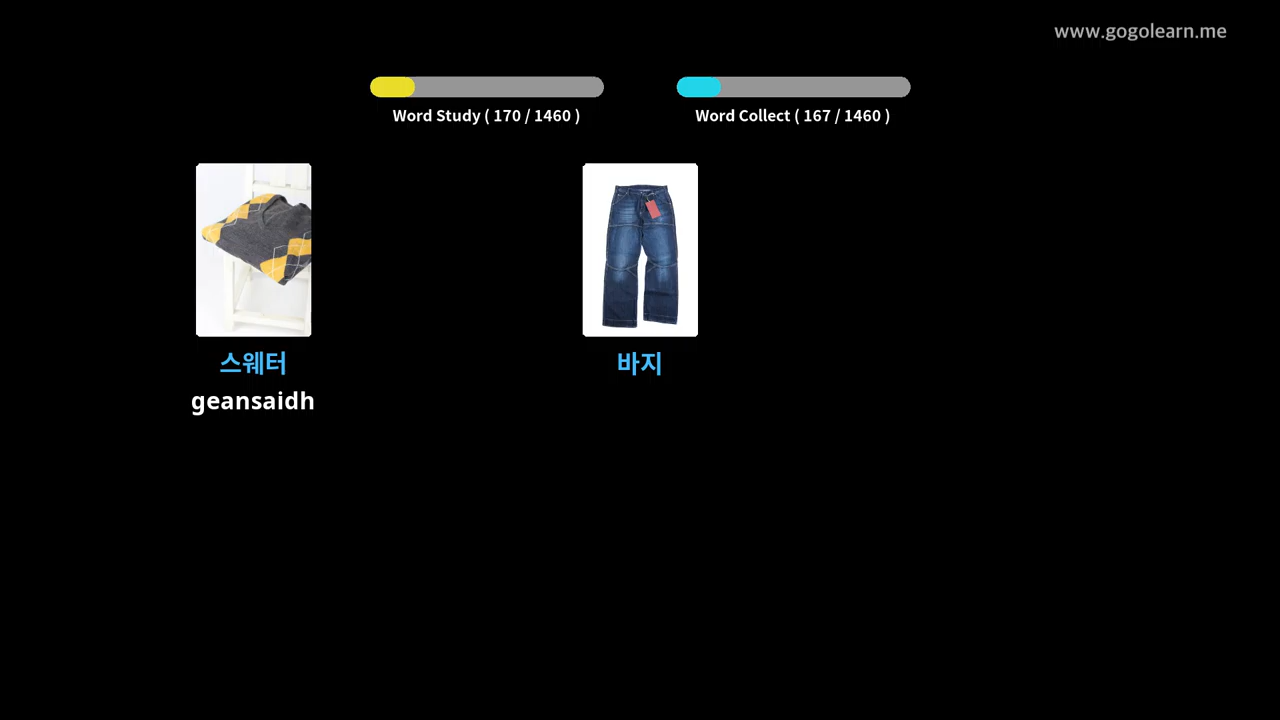 www.gogolearn.me
Word Study ( 170 / 1460 )
Word Collect ( 167 / 1460 )
스웨터
바지
geansaidh